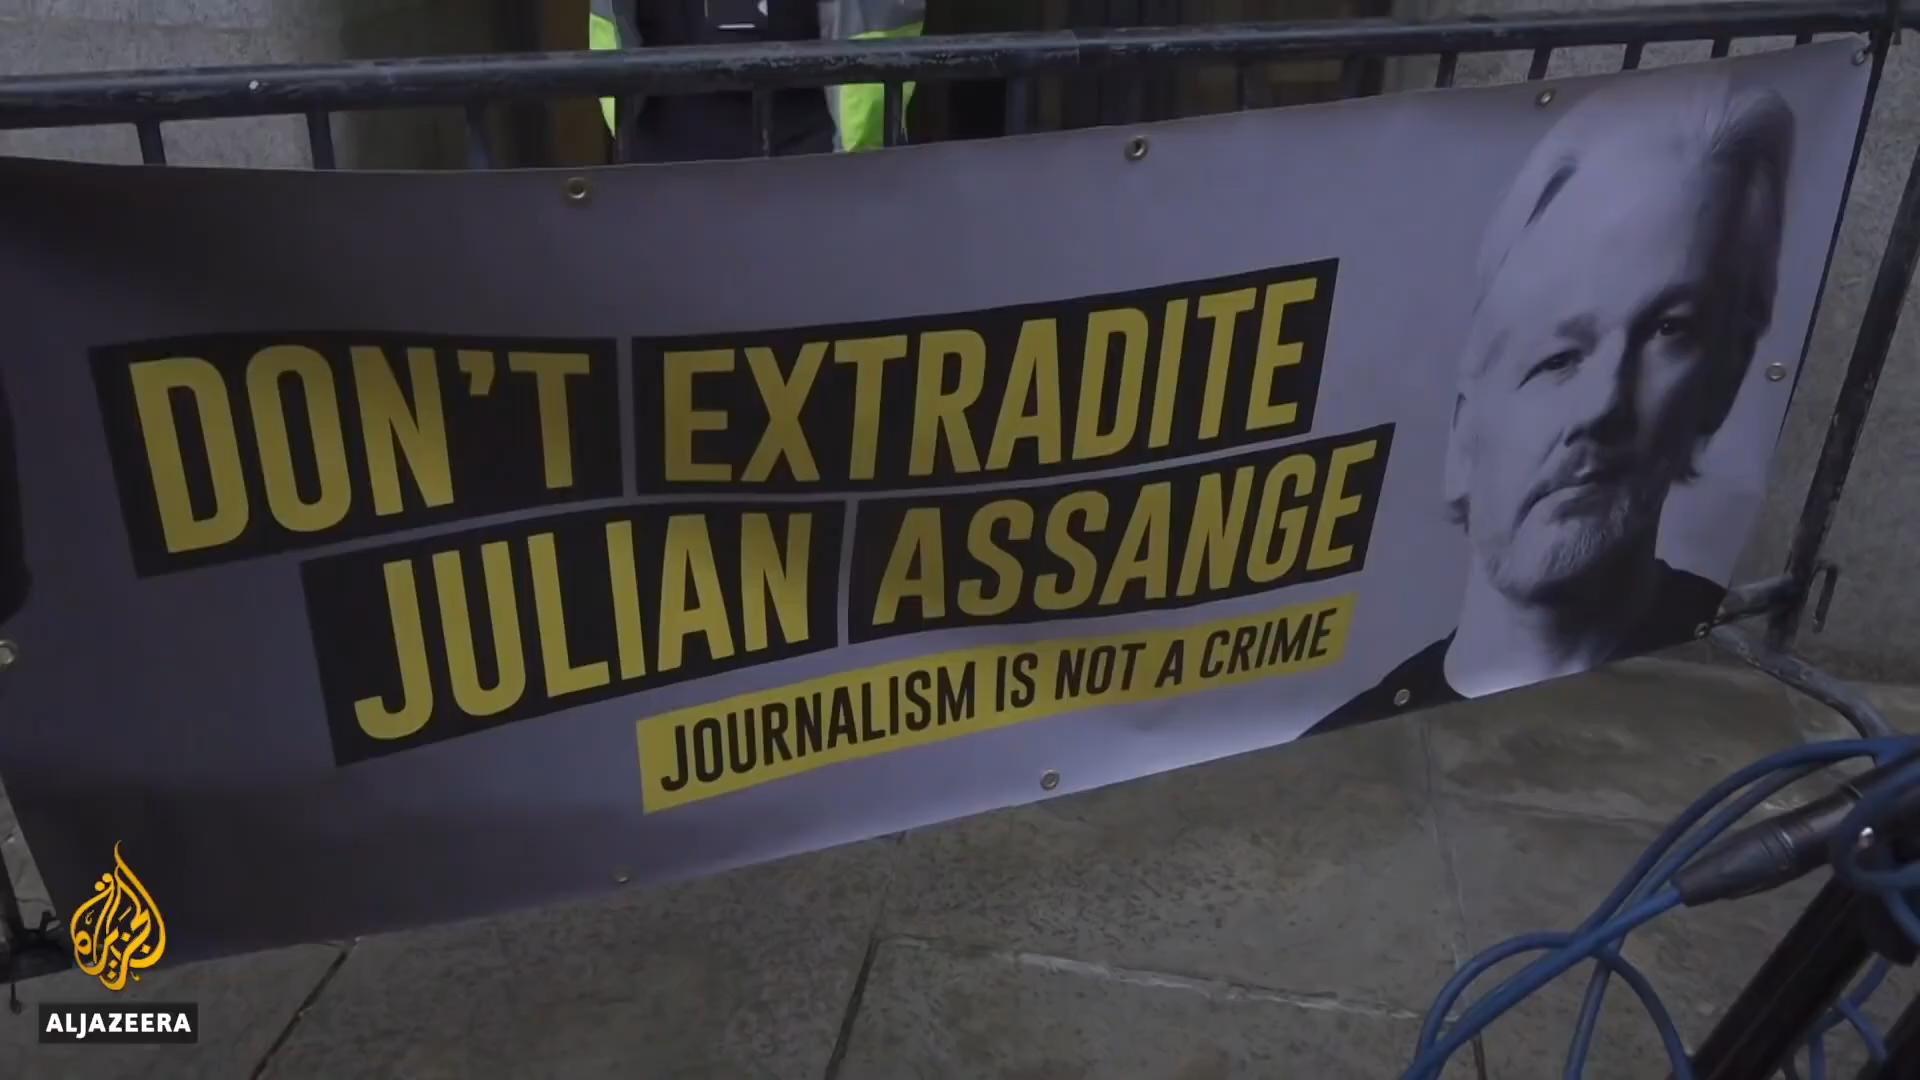 DON'T EXTRADITE
JULIAN ASSANGE
JOURNALISM IS NOT A CRIME
الجزيرة
ALJAZEERA